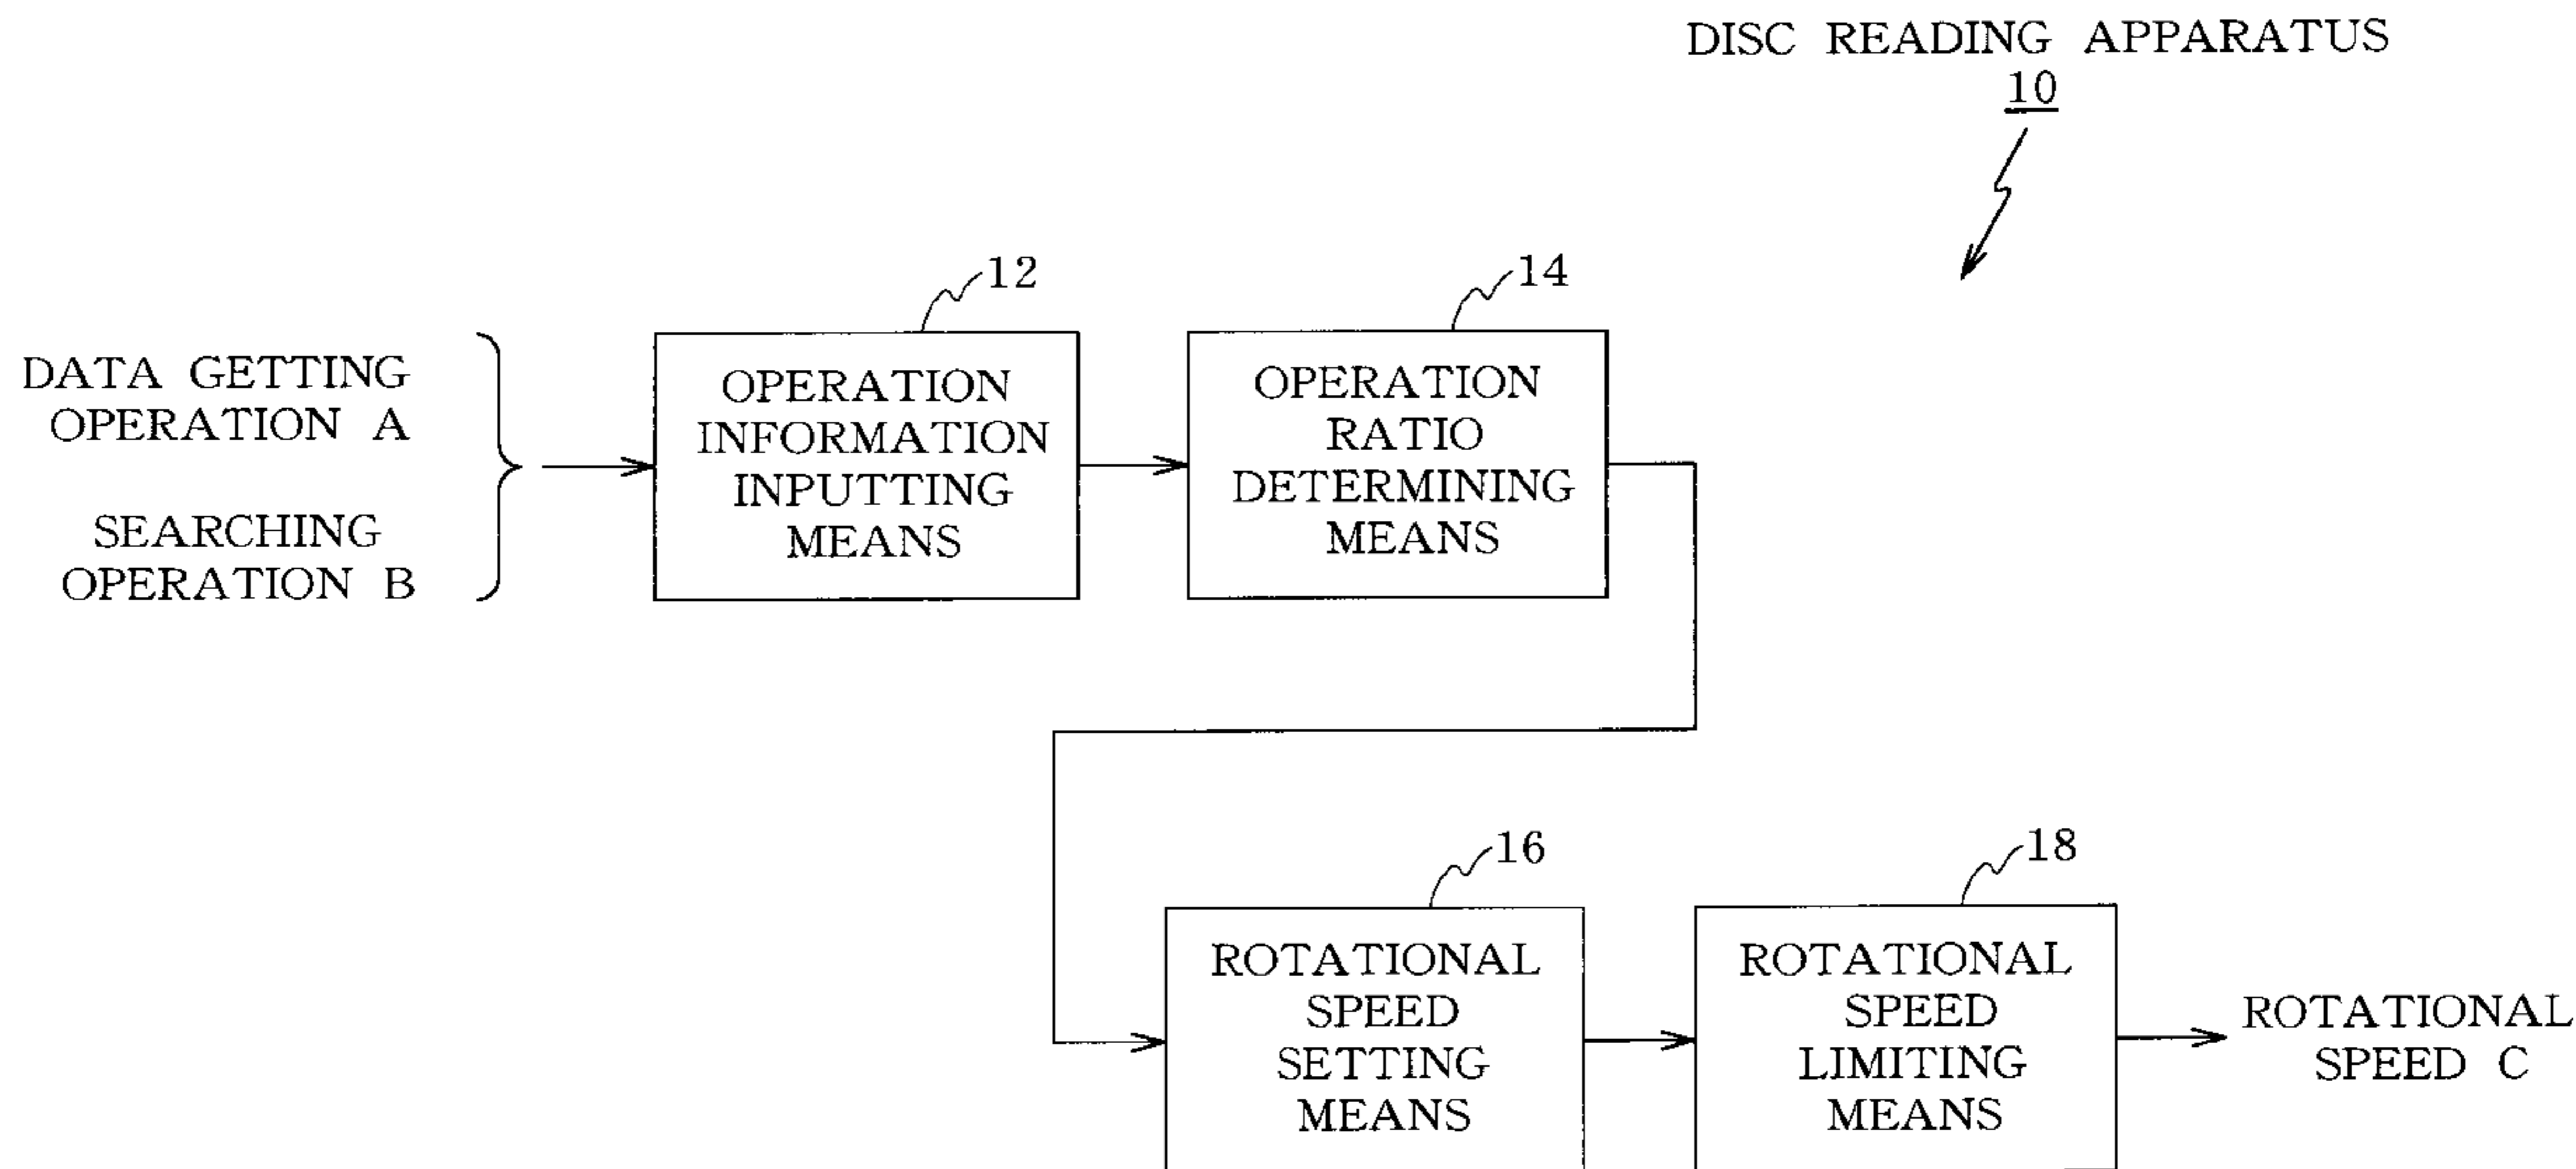 DISC READING APPARATUS
10
12
14
DATA GETTING
OPERATION A
SEARCHING
OPERATION B
OPERATION
INFORMATION
INPUTTING
MEANS
OPERATION
RATIO
DETERMINING
MEANS
16
18
ROTATIONAL
SPEED
SETTING
MEANS
ROTATIONAL
SPEED
LIMITING
MEANS
ROTATIONAL
SPEED C